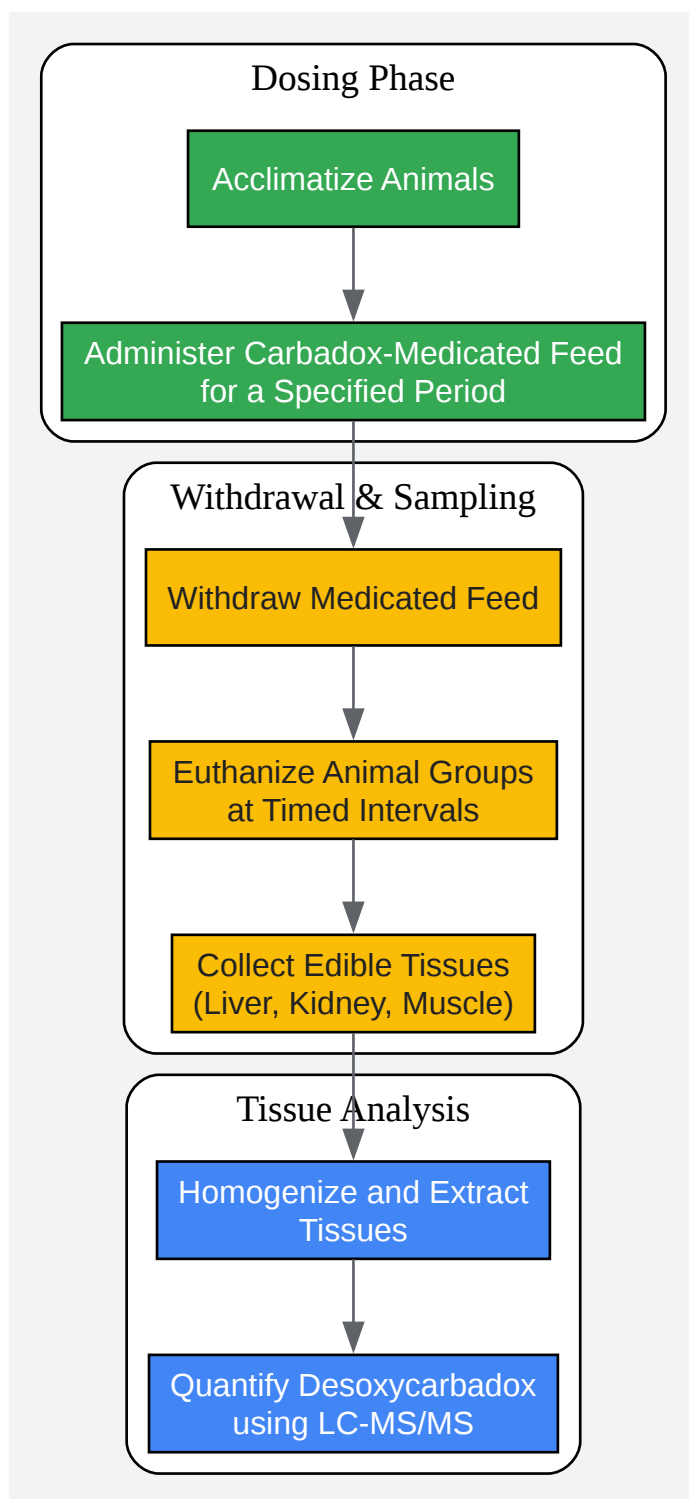 Dosing Phase
Acclimatize Animals
Administer Carbadox-Medicated Feed
for a Specified Period
Withdrawal & Sampling
Withdraw Medicated Feed
Euthanize Animal Groups
at Timed Intervals
Collect Edible Tissues
(Liver, Kidney, Muscle)
Tissue Analysis
Homogenize and Extract
Tissues
Quantify Desoxycarbadox
using LC-MS/MS